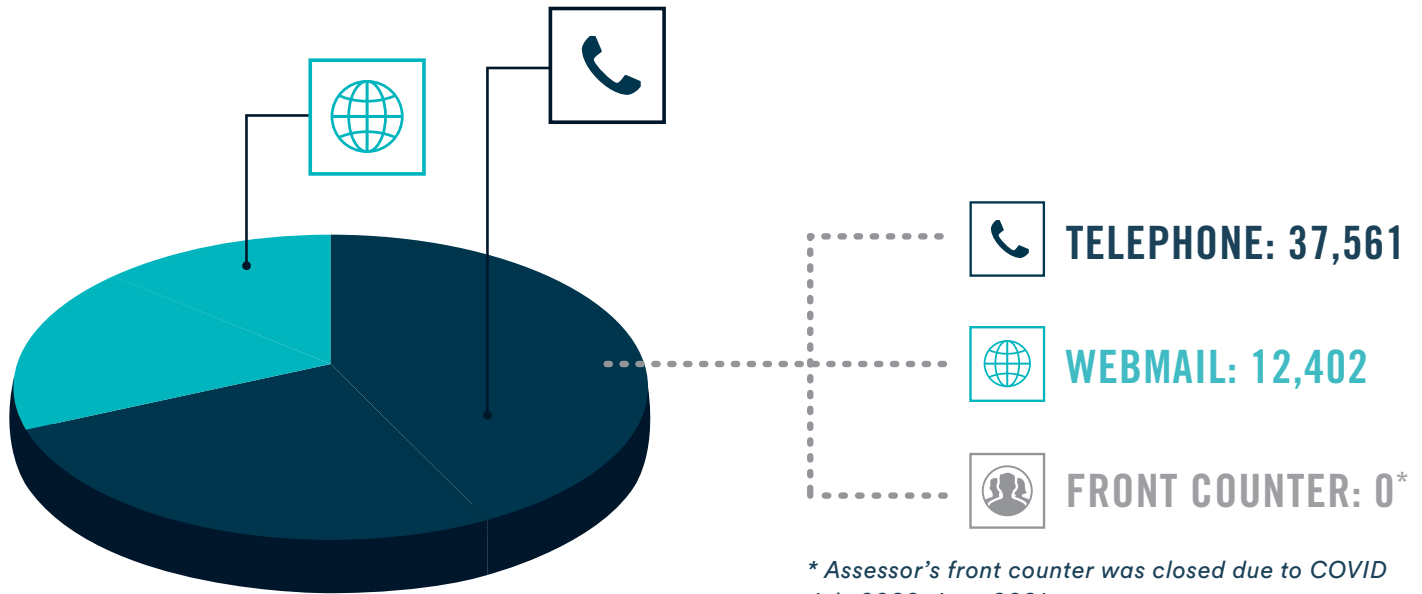 TELEPHONE: 37,561
WEBMAIL: 12,402
FRONT COUNTER: 0*
* Assessor's front counter was closed due to COVID